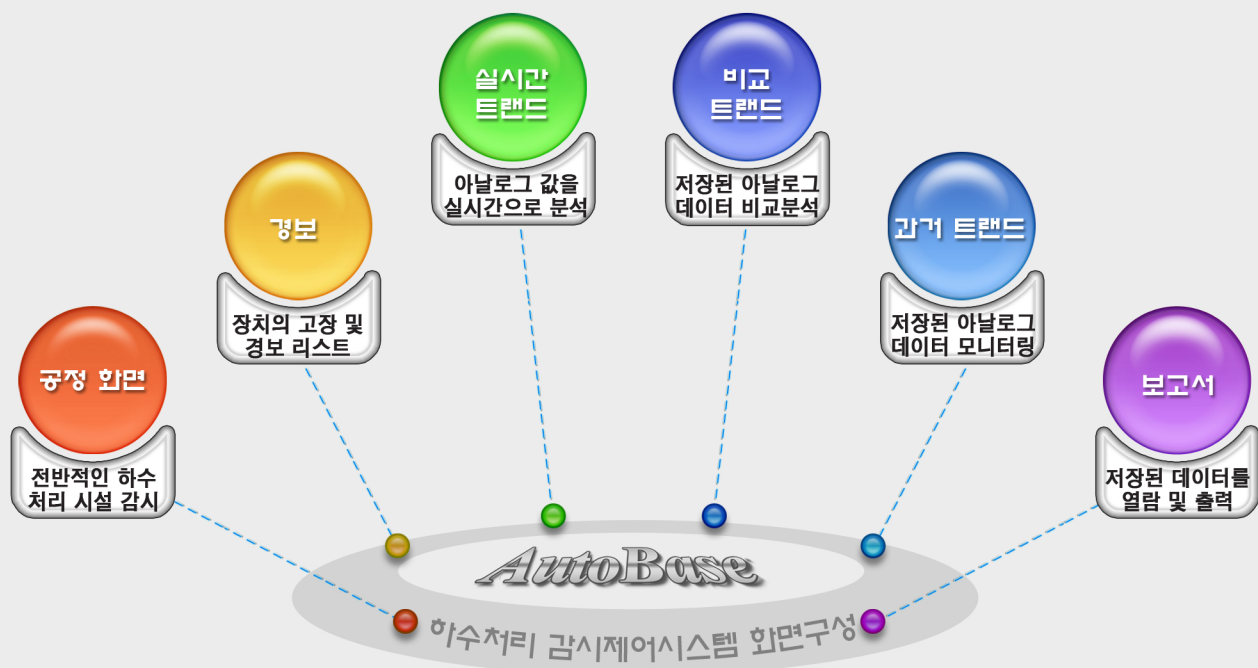 공정 화면
전반적인 하수
처리 시설 감시
경보
장치의 고장 및
경보 리스트
실시간
트랜드
아날로그 값을
실시간으로 분석
비교
트랜드
저장된 아날로그
데이터 비교분석
과거 트랜드
저장된 아날로그
데이터 모니터링
보고서
저장된 데이터를
열람 및 출력
AutoBase
하수처리 감시제어시스템 화면구성